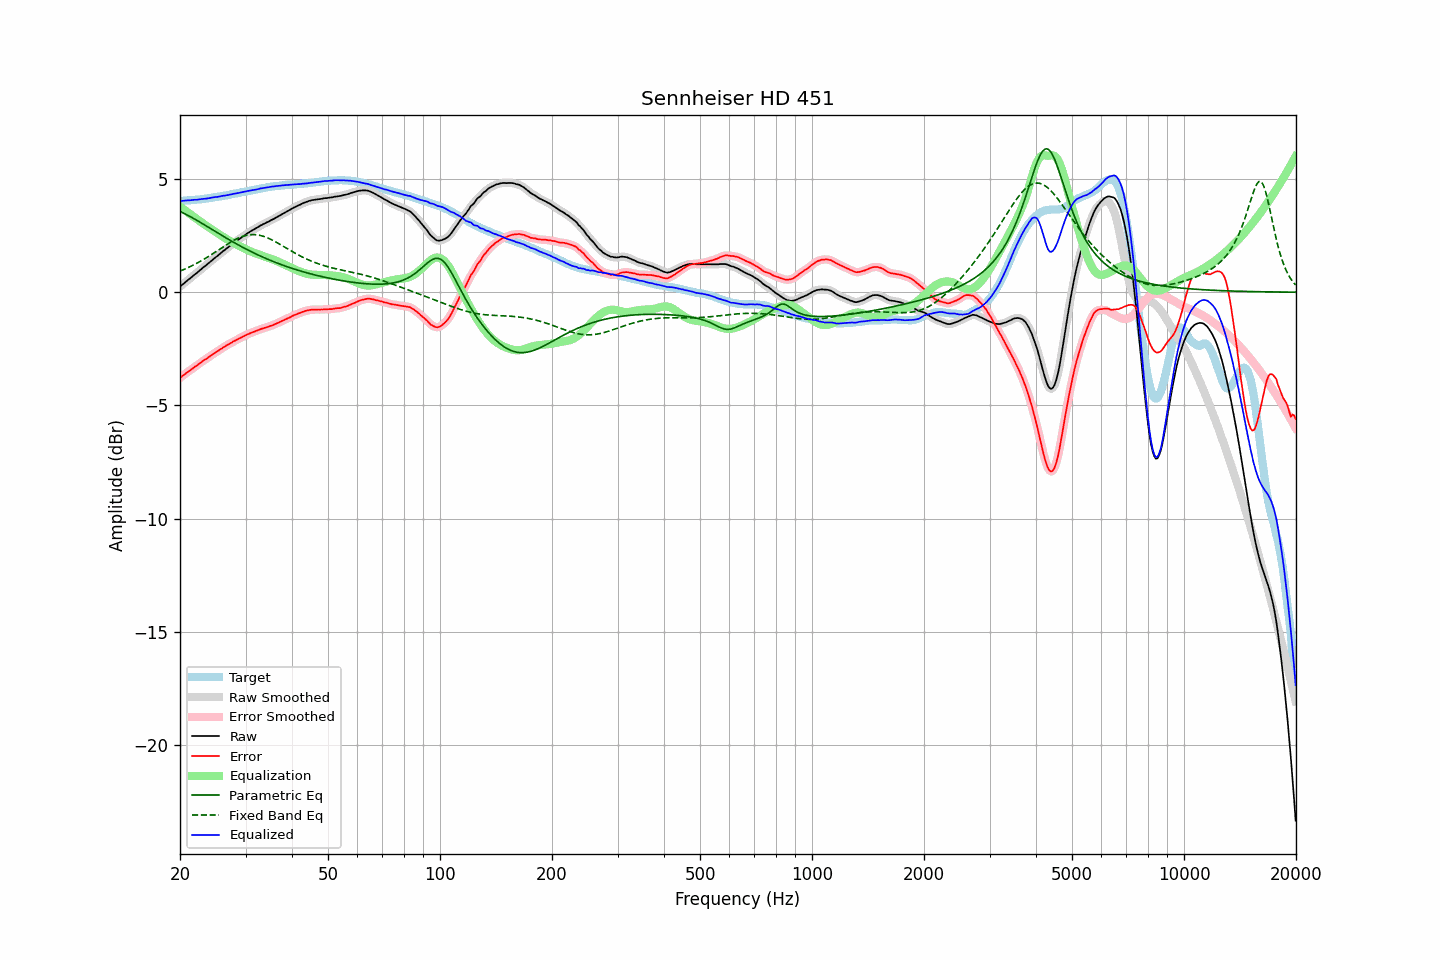 Sennheiser HD 451
Amplitude (dBr)
5
0
−5
−10
−15
−20
Target
Raw Smoothed
Error Smoothed
Raw
Error
Equalization
Parametric Eq
Fixed Band Eq
Equalized
20 50 100 200 500 1000 2000 5000 10000 20000
Frequency (Hz)